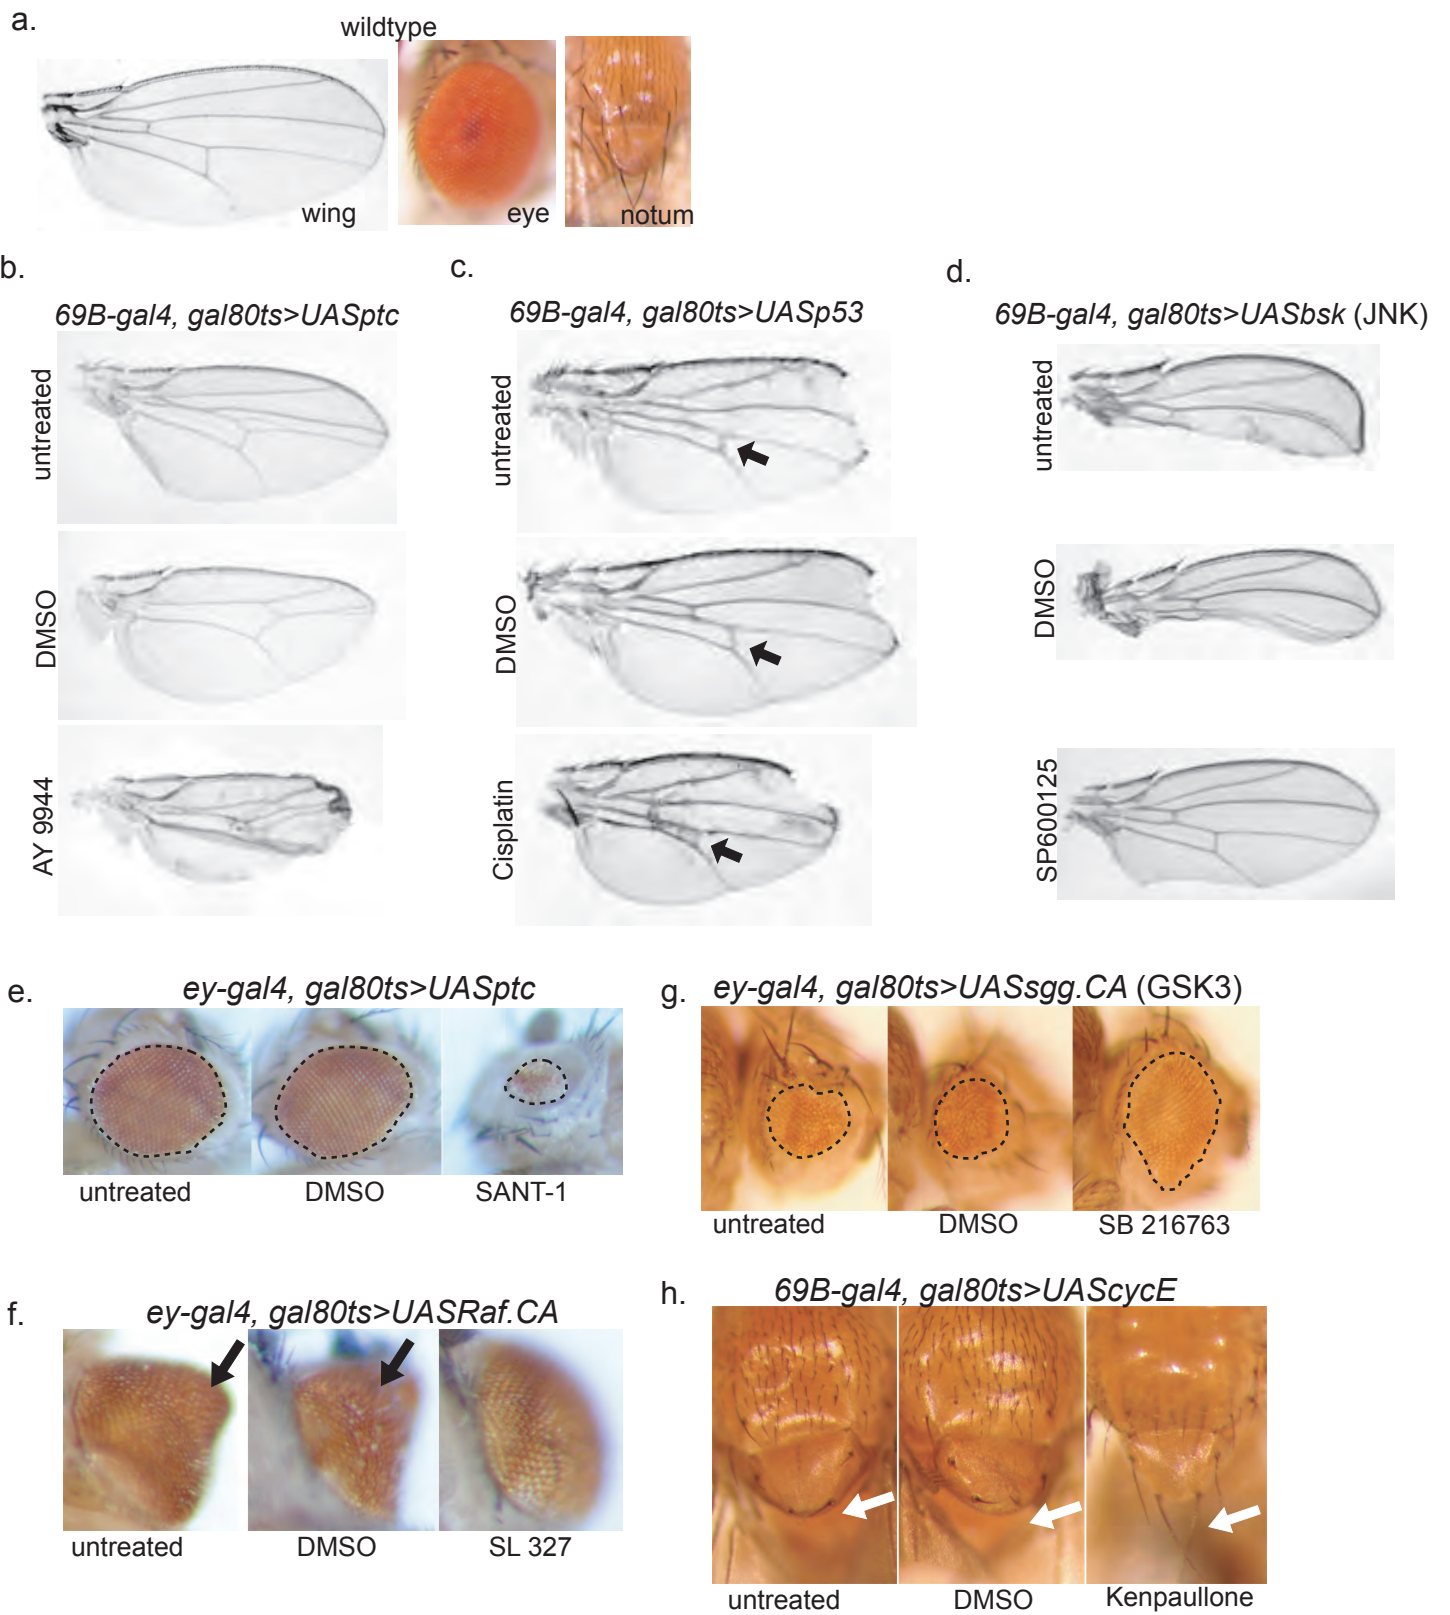 a.
wildtype
wing
eye
notum
b.
69B-gal4, gal80ts>UASptc
untreated
DMSO
AY 9944
c.
69B-gal4, gal80ts>UASp53
untreated
DMSO
Cisplatin
d.
69B-gal4, gal80ts>UASbsk (JNK)
untreated
DMSO
SP600125
e.
ey-gal4, gal80ts>UASptc
untreated
DMSO
SANT-1
g.
ey-gal4, gal80ts>UASsgg.CA (GSK3)
untreated
DMSO
SB 216763
f.
ey-gal4, gal80ts>UASRaf.CA
untreated
DMSO
SL 327
h.
69B-gal4, gal80ts>UAScycE
untreated
DMSO
Kenpaullone